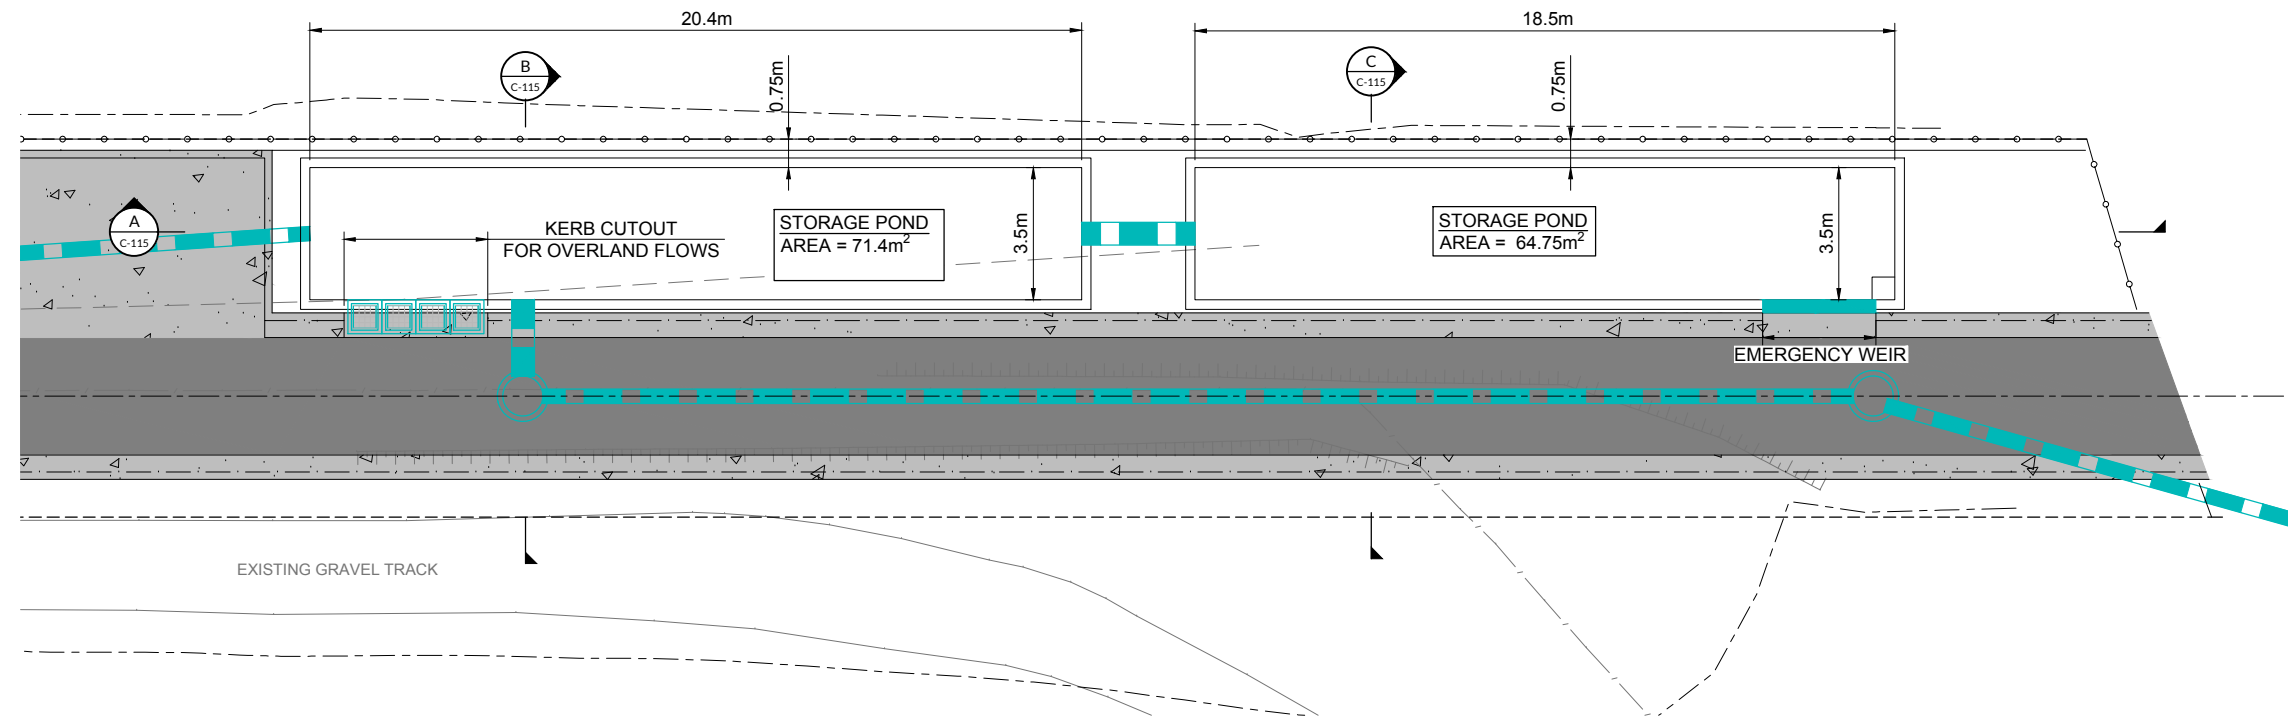 20.4m
18.5m
B
C-115
0.75m
C
C-115
0.75m
A
C-115
KERB CUTOUT
FOR OVERLAND FLOWS
STORAGE POND
AREA = 71.4m²
3.5m
STORAGE POND
AREA = 64.75m²
3.5m
EMERGENCY WEIR
EXISTING GRAVEL TRACK